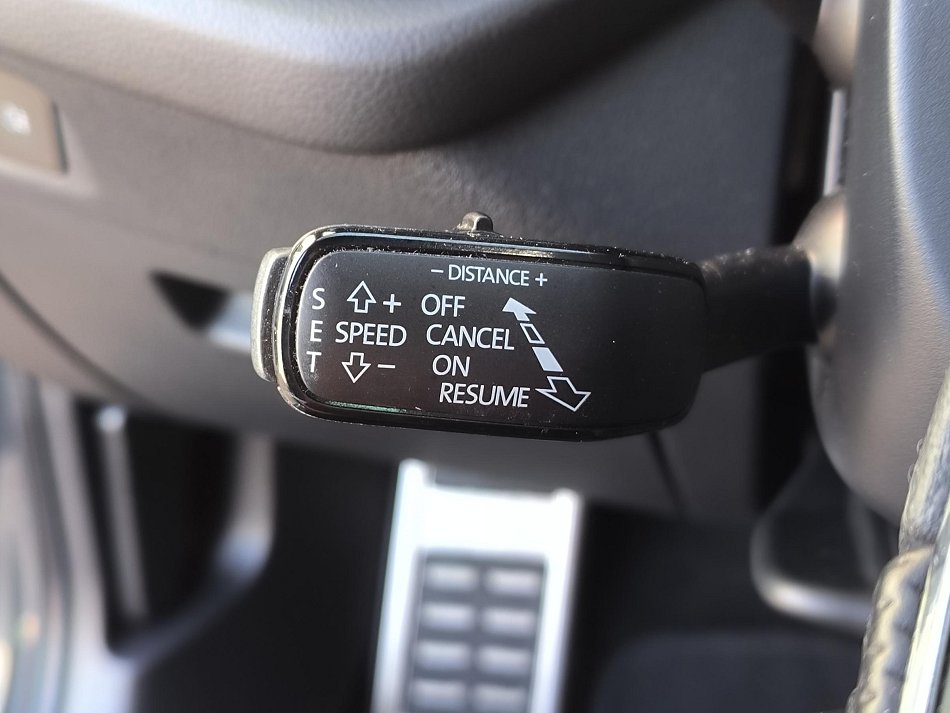 − DISTANCE +
S + OFF
E SPEED CANCEL
T − ON
RESUME